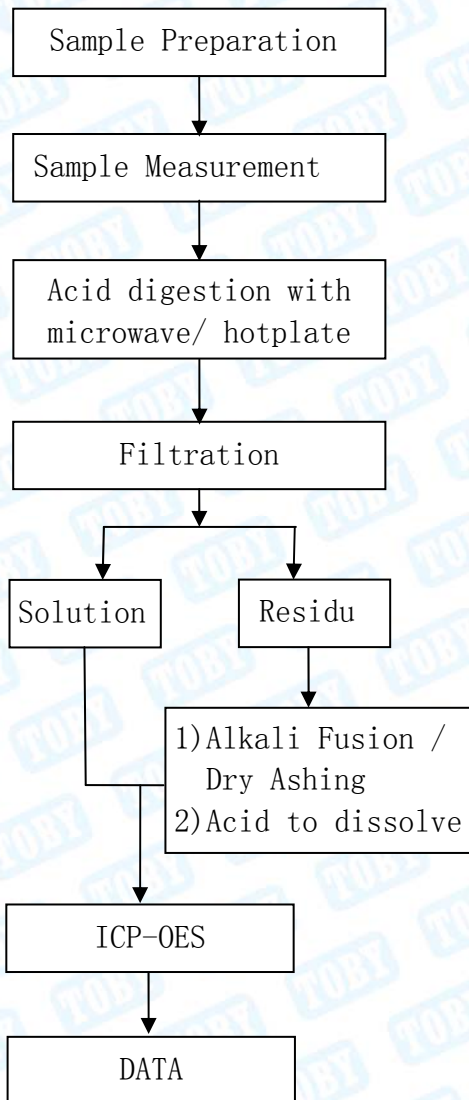 Sample Preparation
Sample Measurement
Acid digestion with
microwave/ hotplate
Filtration
Solution
Residu
1)Alkali Fusion /
Dry Ashing
2)Acid to dissolve
ICP-OES
DATA
TOBY